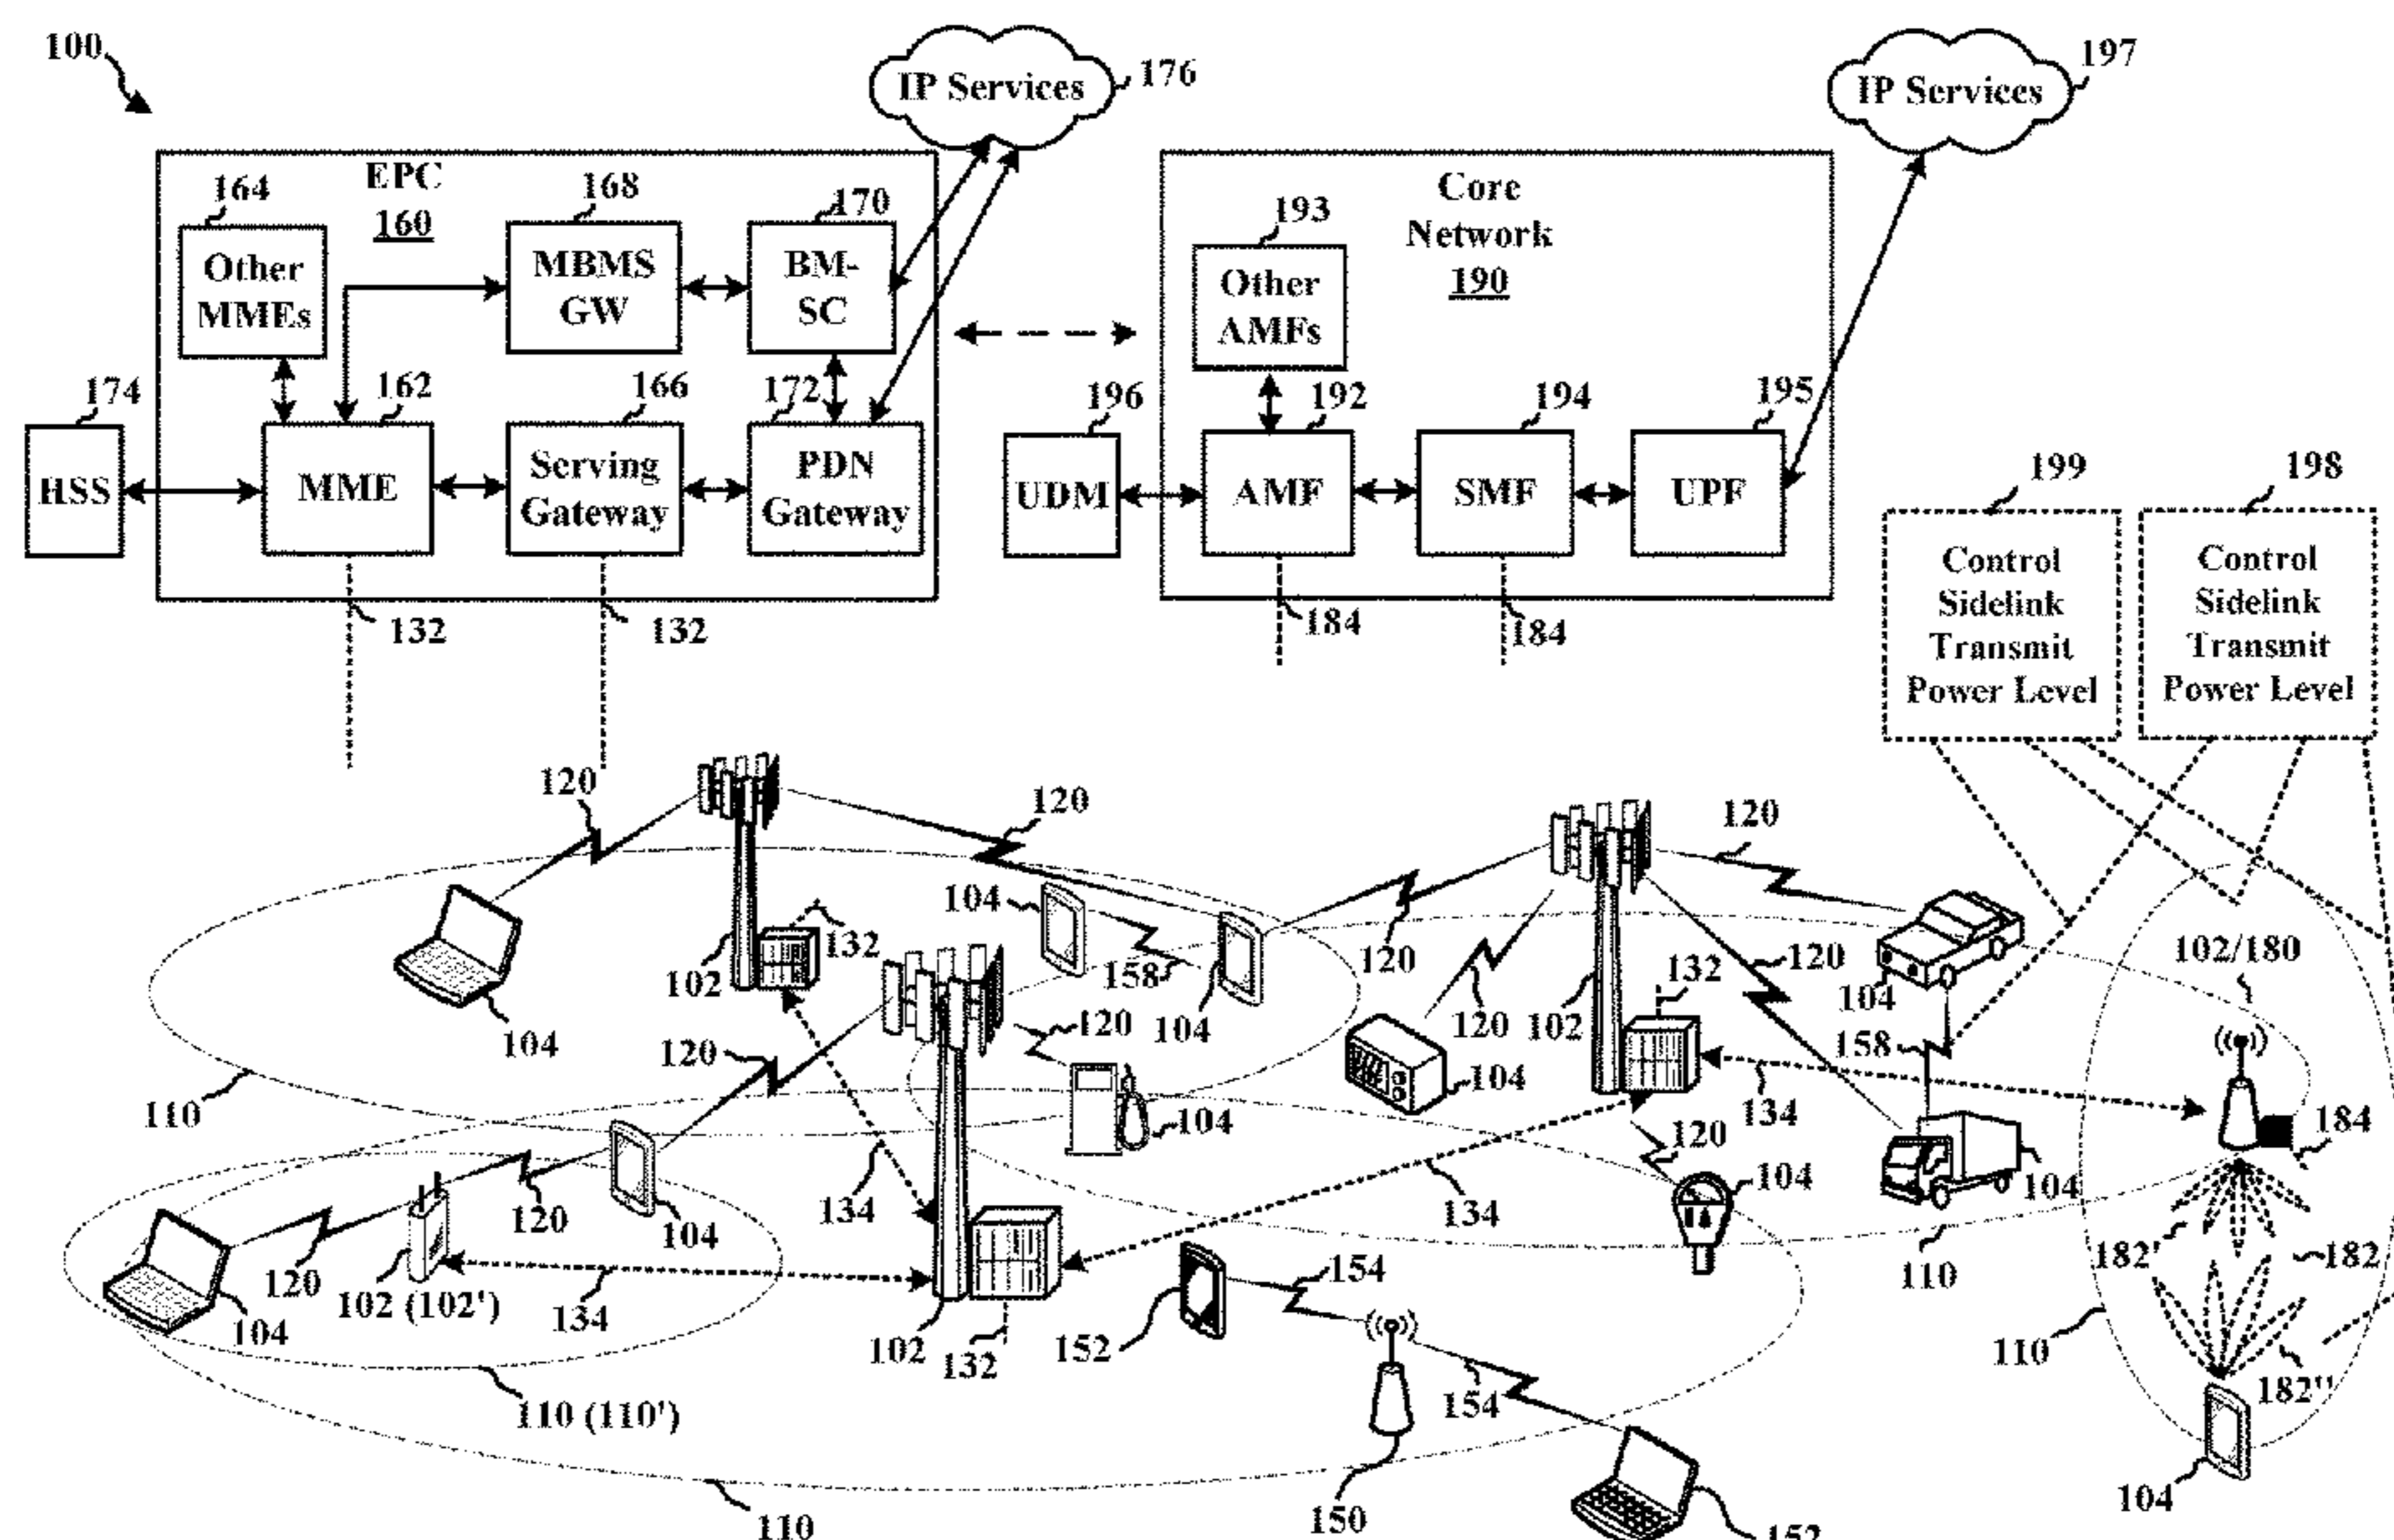 100
IP Services
176
IP Services
197
EPC
160
164
168
170
Other
MMEs
MBMS
GW
BM-
SC
Core
Network
190
193
Other
AMFs
174
162
166
172
196
192
194
195
HSS
MME
Serving
Gateway
PDN
Gateway
UDM
AMF
SMF
UPF
199
198
Control
Sidelink
Transmit
Power Level
Control
Sidelink
Transmit
Power Level
132
132
184
184
120
120
120
104
120
102
132
158
104
104
120
102
132
120
104
102/180
104
120
120
104
158
134
110
104
120
184
134
120
104
134
104
104
182'
182
120
102 (102')
104
134
102
132
152
154
110
110
104
110 (110')
154
182"
150
104
110
152